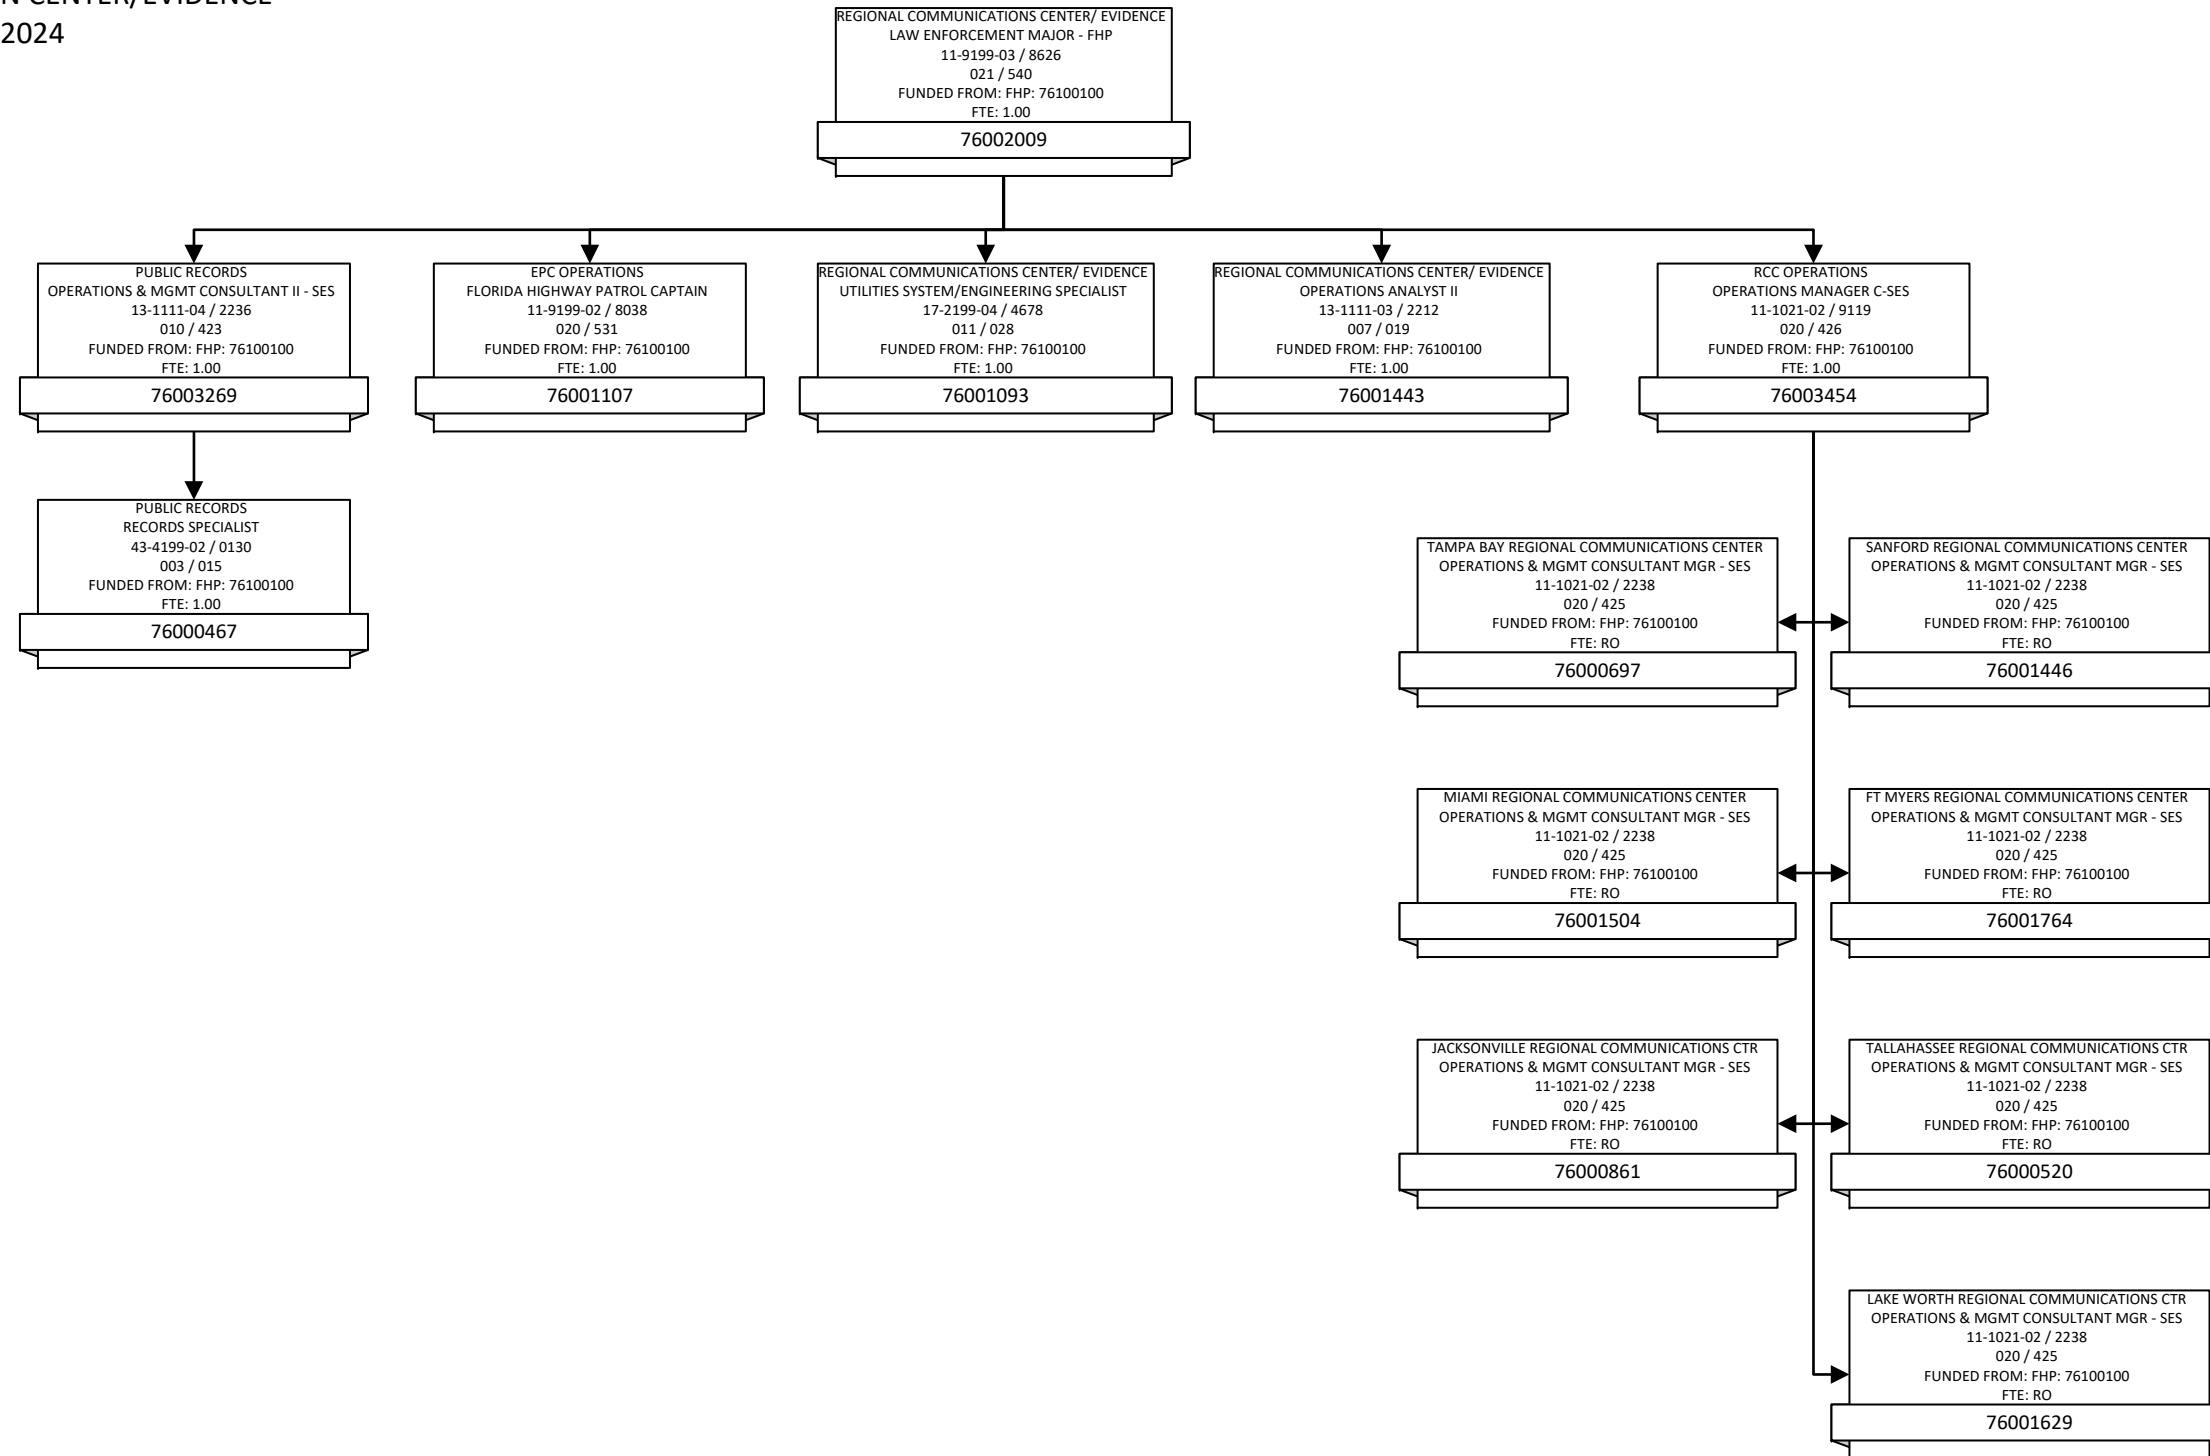 N CENTER/EVIDENCE
2024
REGIONAL COMMUNICATIONS CENTER/ EVIDENCE
LAW ENFORCEMENT MAJOR - FHP
11-9199-03 / 8626
021 / 540
FUNDED FROM: FHP: 76100100
FTE: 1.00
76002009
PUBLIC RECORDS
OPERATIONS & MGMT CONSULTANT II - SES
13-1111-04 / 2236
010 / 423
FUNDED FROM: FHP: 76100100
FTE: 1.00
76003269
EPC OPERATIONS
FLORIDA HIGHWAY PATROL CAPTAIN
11-9199-02 / 8038
020 / 531
FUNDED FROM: FHP: 76100100
FTE: 1.00
76001107
REGIONAL COMMUNICATIONS CENTER/ EVIDENCE
UTILITIES SYSTEM/ENGINEERING SPECIALIST
17-2199-04 / 4678
011 / 028
FUNDED FROM: FHP: 76100100
FTE: 1.00
76001093
REGIONAL COMMUNICATIONS CENTER/ EVIDENCE
OPERATIONS ANALYST II
13-1111-03 / 2212
007 / 019
FUNDED FROM: FHP: 76100100
FTE: 1.00
76001443
RCC OPERATIONS
OPERATIONS MANAGER C-SES
11-1021-02 / 9119
020 / 426
FUNDED FROM: FHP: 76100100
FTE: 1.00
76003454
PUBLIC RECORDS
RECORDS SPECIALIST
43-4199-02 / 0130
003 / 015
FUNDED FROM: FHP: 76100100
FTE: 1.00
76000467
TAMPA BAY REGIONAL COMMUNICATIONS CENTER
OPERATIONS & MGMT CONSULTANT MGR - SES
11-1021-02 / 2238
020 / 425
FUNDED FROM: FHP: 76100100
FTE: RO
76000697
SANFORD REGIONAL COMMUNICATIONS CENTER
OPERATIONS & MGMT CONSULTANT MGR - SES
11-1021-02 / 2238
020 / 425
FUNDED FROM: FHP: 76100100
FTE: RO
76001446
MIAMI REGIONAL COMMUNICATIONS CENTER
OPERATIONS & MGMT CONSULTANT MGR - SES
11-1021-02 / 2238
020 / 425
FUNDED FROM: FHP: 76100100
FTE: RO
76001504
FT MYERS REGIONAL COMMUNICATIONS CENTER
OPERATIONS & MGMT CONSULTANT MGR - SES
11-1021-02 / 2238
020 / 425
FUNDED FROM: FHP: 76100100
FTE: RO
76001764
JACKSONVILLE REGIONAL COMMUNICATIONS CTR
OPERATIONS & MGMT CONSULTANT MGR - SES
11-1021-02 / 2238
020 / 425
FUNDED FROM: FHP: 76100100
FTE: RO
76000861
TALLAHASSEE REGIONAL COMMUNICATIONS CTR
OPERATIONS & MGMT CONSULTANT MGR - SES
11-1021-02 / 2238
020 / 425
FUNDED FROM: FHP: 76100100
FTE: RO
76000520
LAKE WORTH REGIONAL COMMUNICATIONS CTR
OPERATIONS & MGMT CONSULTANT MGR - SES
11-1021-02 / 2238
020 / 425
FUNDED FROM: FHP: 76100100
FTE: RO
76001629